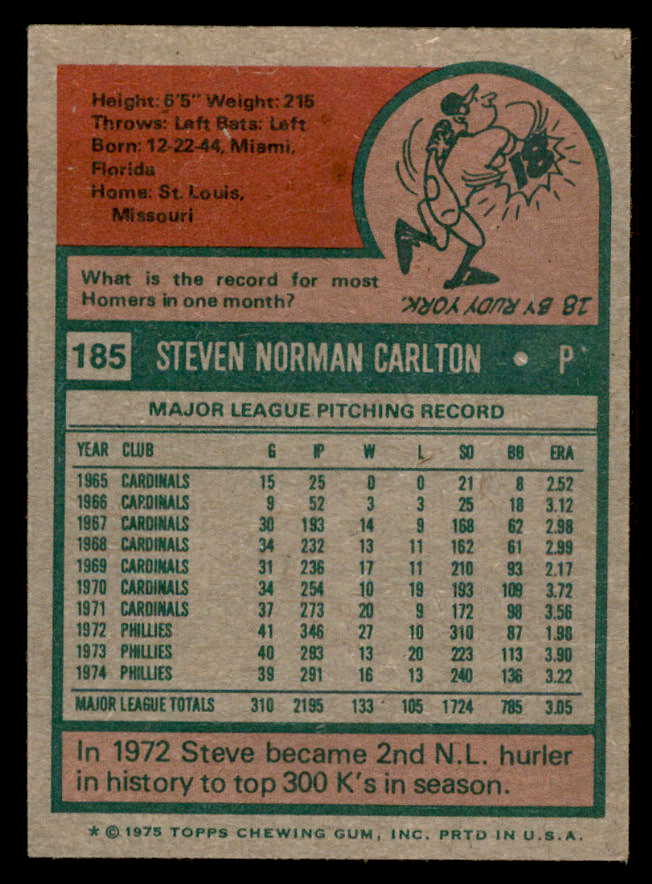 Height: 6'5" Weight: 215
Throws: Left Bats: Left
Born: 12-22-44, Miami,
Florida
Home: St. Louis,
Missouri
18
What is the record for most
Homers in one month?
18 BY RUDY YORK.
185 STEVEN NORMAN CARLTON • P
MAJOR LEAGUE PITCHING RECORD
YEAR CLUB G IP W L SO BB ERA
1965 CARDINALS 15 25 0 0 21 8 2.52
1966 CARDINALS 9 52 3 3 25 18 3.12
1967 CARDINALS 30 193 14 9 168 62 2.98
1968 CARDINALS 34 232 13 11 162 61 2.99
1969 CARDINALS 31 236 17 11 210 93 2.17
1970 CARDINALS 34 254 10 19 193 109 3.72
1971 CARDINALS 37 273 20 9 172 98 3.56
1972 PHILLIES 41 346 27 10 310 87 1.98
1973 PHILLIES 40 293 13 20 223 113 3.90
1974 PHILLIES 39 291 16 13 240 136 3.22
MAJOR LEAGUE TOTALS 310 2195 133 105 1724 785 3.05
In 1972 Steve became 2nd N.L. hurler
in history to top 300 K's in season.
* © 1975 TOPPS CHEWING GUM, INC. PRTD IN U.S.A.